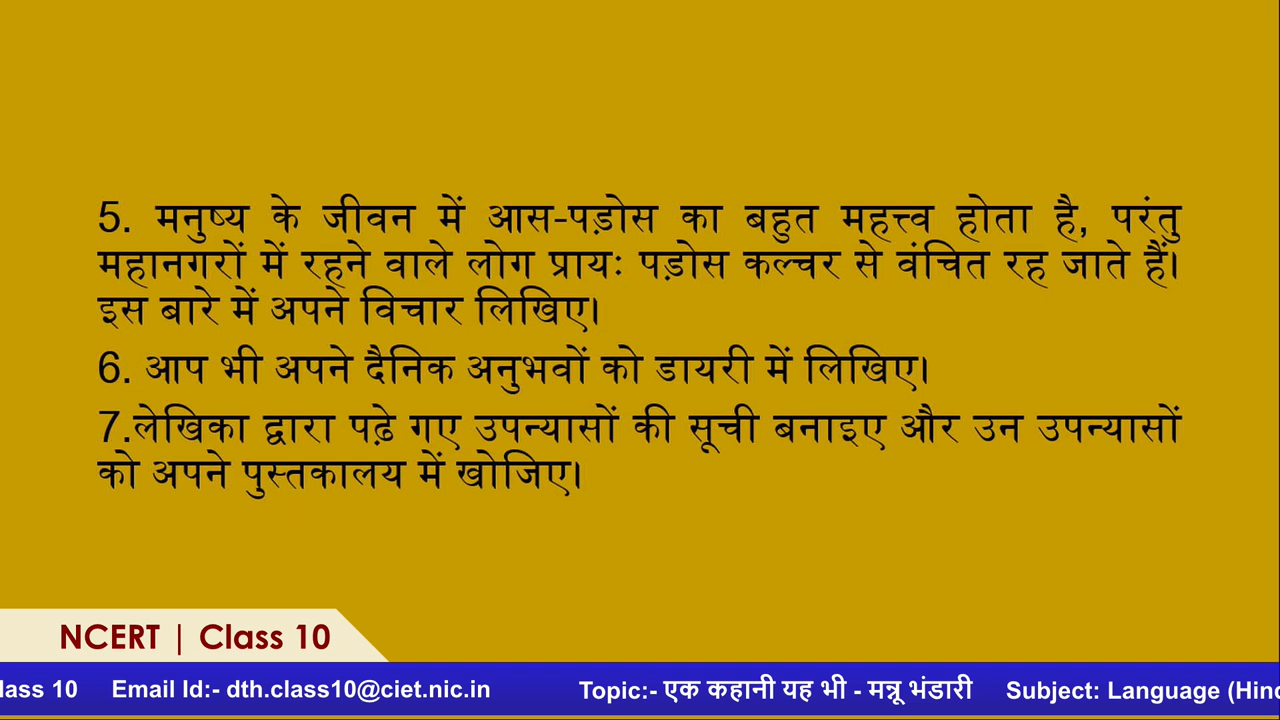 5. मनुष्य के जीवन में आस-पड़ोस का बहुत महत्त्व होता है, परंतु
महानगरों में रहने वाले लोग प्रायः पड़ोस कल्चर से वंचित रह जाते हैं।
इस बारे में अपने विचार लिखिए।
6. आप भी अपने दैनिक अनुभवों को डायरी में लिखिए।
7.लेखिका द्वारा पढ़े गए उपन्यासों की सूची बनाइए और उन उपन्यासों
को अपने पुस्तकालय में खोजिए।
NCERT | Class 10
lass 10 Email Id:- dth.class10@ciet.nic.in Topic:- एक कहानी यह भी - मन्नू भंडारी Subject: Language (Hind